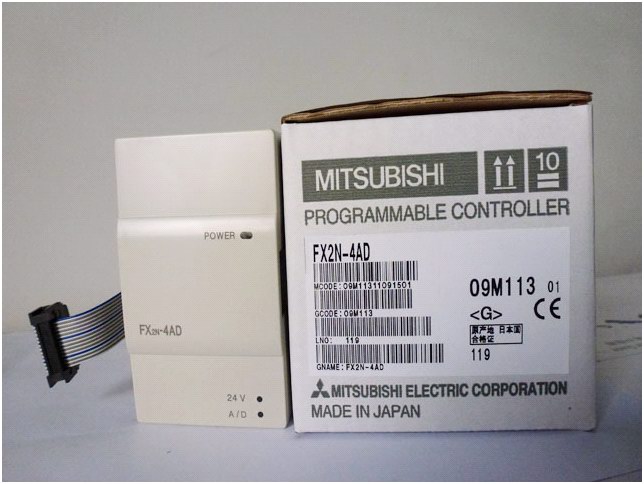 POWER
FX2N-4AD
24 V
A/D
MITSUBISHI
10
PROGRAMMABLE CONTROLLER
FX2N-4AD
MCODE:09M11311091501
GCODE:09M113
LNO: 119
GNAME:FX2N-4AD
09M113 01
<G> CE
原产地 日本国
合格证
119
MITSUBISHI ELECTRIC CORPORATION
MADE IN JAPAN